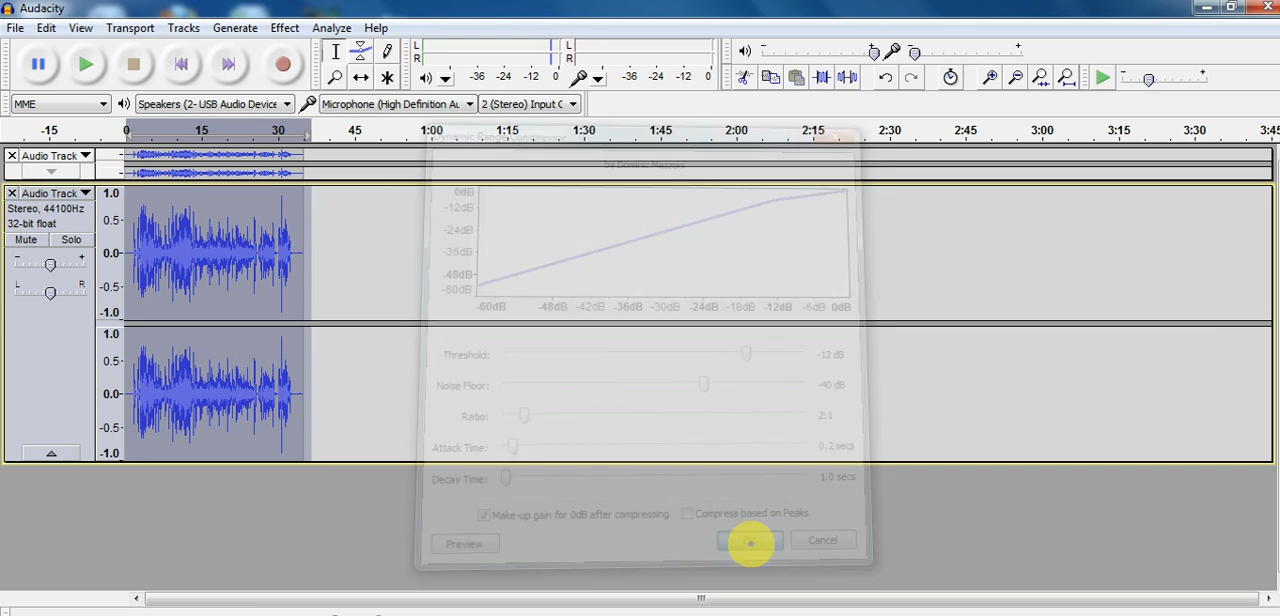 Audacity
File Edit View Transport Tracks Generate Effect Analyze Help
L L
R R
-36 -24 -12 0 -36 -24 -12 0
MME Speakers (2- USB Audio Device Microphone (High Definition Au 2 (Stereo) Input C
-15 0 15 30 45 1:00 1:15 1:30 1:45 2:00 2:15 2:30 2:45 3:00 3:15 3:30 3:45
Dynamic Range Compressor
Audio Track
by Dominic Mazzoni
Audio Track 1.0
Stereo, 44100Hz
32-bit float 0.5
Mute Solo
- + 0.0-
L R -0.5
-1.0
1.0
0.5-
0.0-
-0.5-
-1.0
0dB
-12dB
-24dB
-36dB
-48dB
-60dB
-60dB -48dB -42dB -36dB -30dB -24dB -18dB -12dB -6dB 0dB
Threshold: -12 dB
Noise Floor: -40 dB
Ratio: 2:1
Attack Time: 0.2 secs
Decay Time: 1.0 secs
Make-up gain for 0dB after compressing Compress based on Peaks
Preview OK Cancel